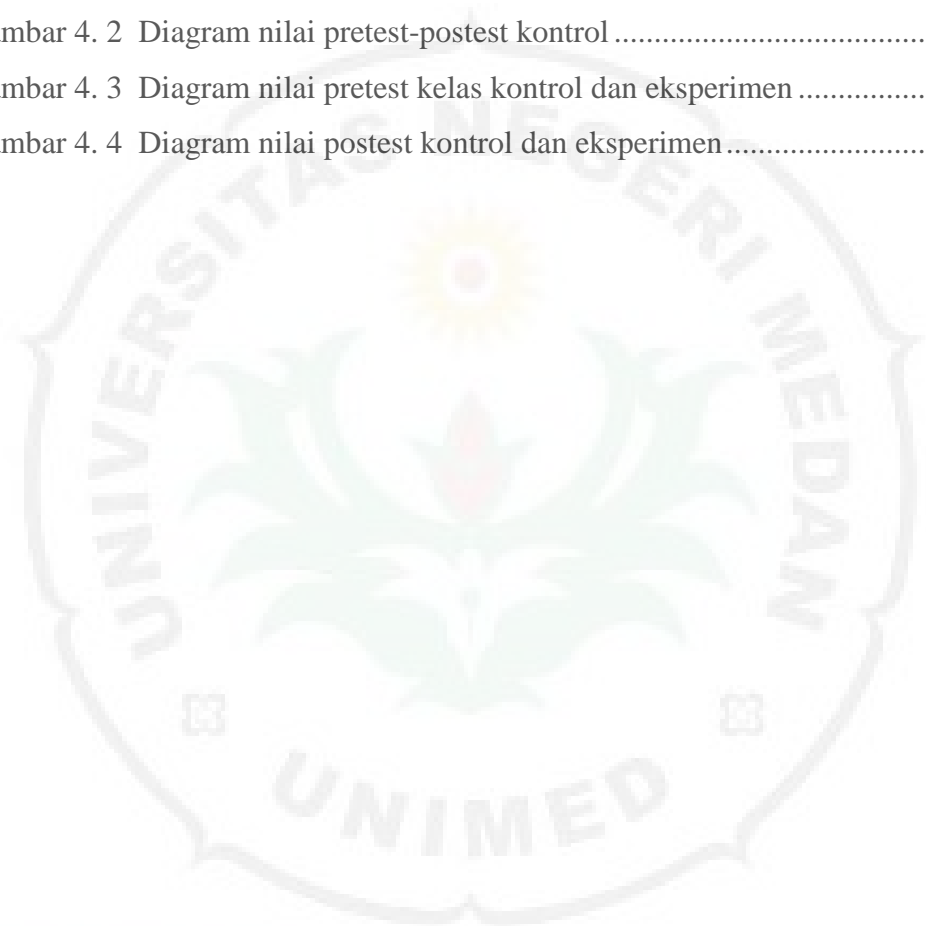 mbar 4. 2  Diagram nilai pretest-postest kontrol ......................................
mbar 4. 3  Diagram nilai pretest kelas kontrol dan eksperimen ...............
mbar 4. 4  Diagram nilai postest kontrol dan eksperimen ........................
UNIVERSITAS NEGERI MEDAN
UNIMED